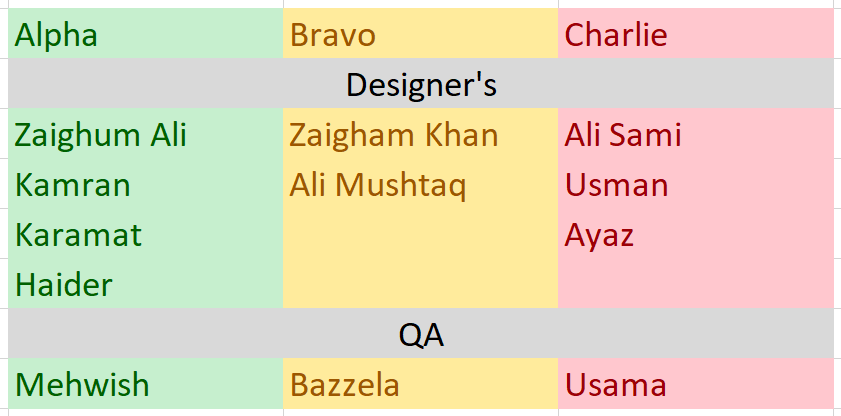 Alpha Bravo Charlie
Designer's
Zaighum Ali Zaigham Khan Ali Sami
Kamran Ali Mushtaq Usman
Karamat Ayaz
Haider
QA
Mehwish Bazzela Usama